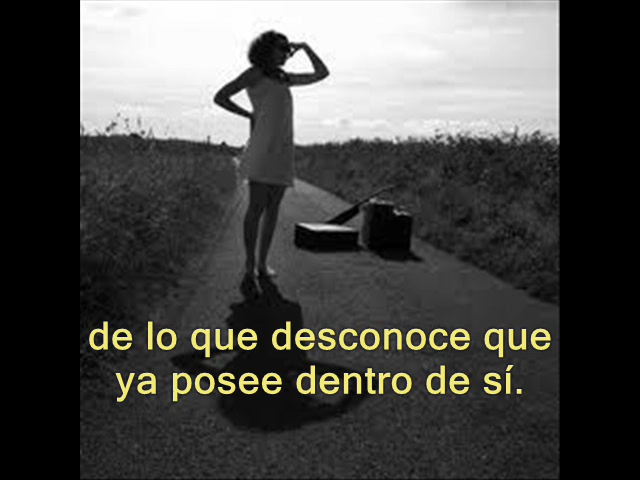 de lo que desconoce que
ya posee dentro de sí.